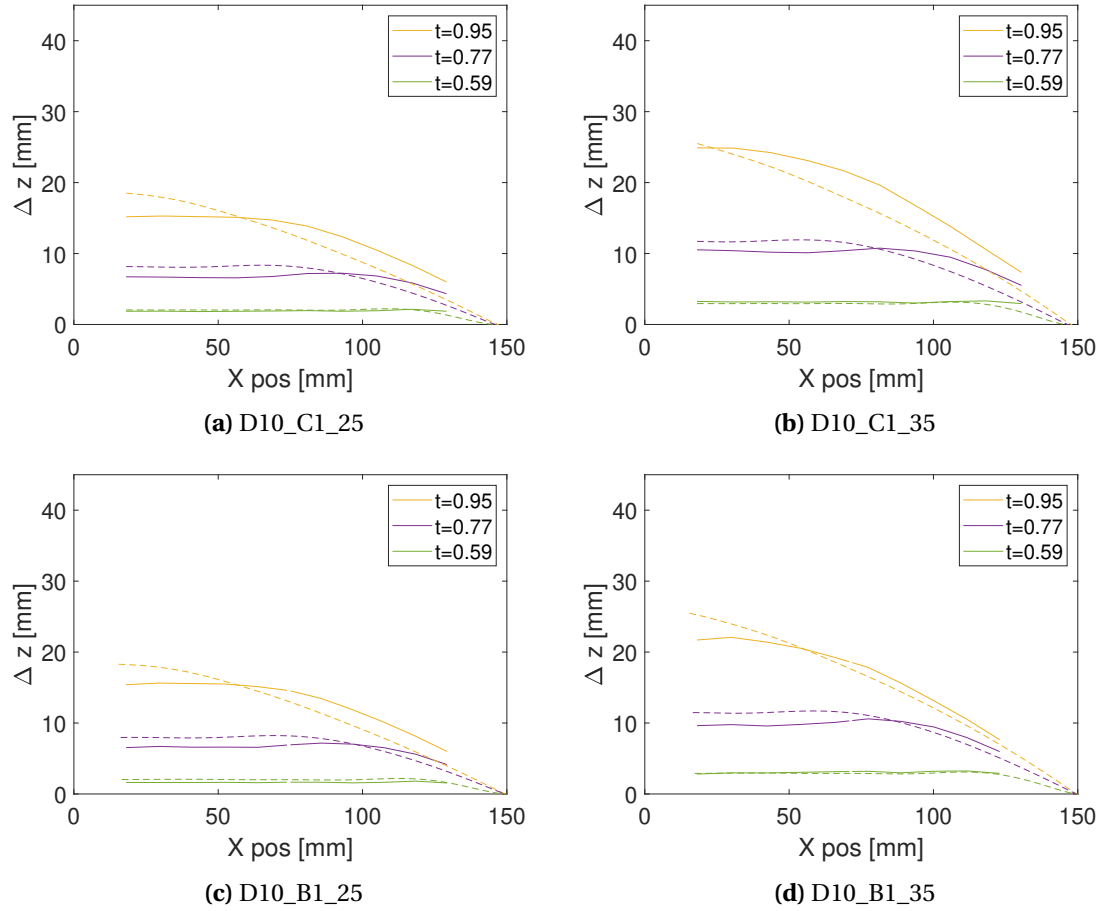 40
30
20
10
0
Δ z [mm]
t=0.95
t=0.77
t=0.59
0 50 100 150
X pos [mm]
(a) D10_C1_25
40
30
20
10
0
Δ z [mm]
t=0.95
t=0.77
t=0.59
0 50 100 150
X pos [mm]
(b) D10_C1_35
40
30
20
10
0
Δ z [mm]
t=0.95
t=0.77
t=0.59
0 50 100 150
X pos [mm]
(c) D10_B1_25
40
30
20
10
0
Δ z [mm]
t=0.95
t=0.77
t=0.59
0 50 100 150
X pos [mm]
(d) D10_B1_35